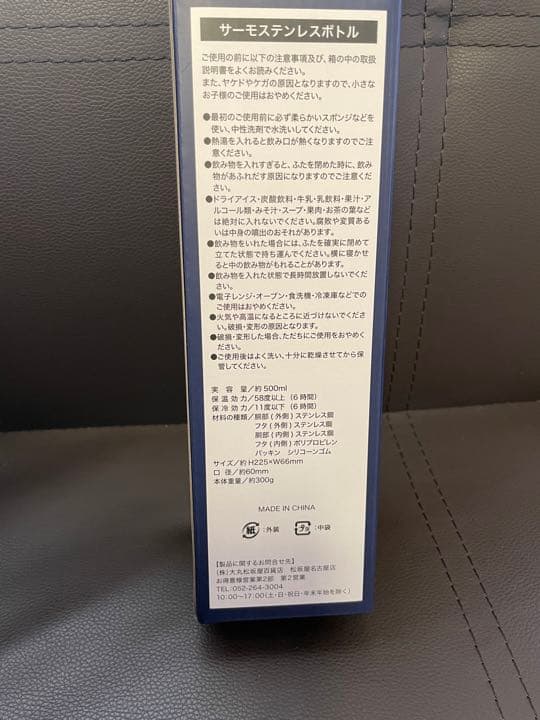 サーモステンレスボトル
ご使用の前に以下の注意事項及び、箱の中の取扱
説明書をよくお読みください。
また、ヤケドやケガの原因となりますので、小さな
お子様のご使用はおやめください。
●最初のご使用前に必ず柔らかいスポンジなどを
使い、中性洗剤で水洗いしてください。
●熱湯を入れると飲み口が熱くなりますのでご注
意ください。
●飲み物を入れすぎると、ふたを閉めた時に、飲み
物があふれだす原因になりますのでご注意くださ
い。
●ドライアイス・炭酸飲料・牛乳・乳飲料・果汁・ア
ルコール類・みそ汁・スープ・果肉・お茶の葉など
は絶対に入れないでください。腐敗や変質ある
いは中身の噴出のおそれがあります。
●飲み物をいれた場合には、ふたを確実に閉めて
立てた状態で持ち運んでください。横に寝かせ
ると中の飲み物がもれることがあります。
●飲み物を入れた状態で長時間放置しないでくだ
さい。
●電子レンジ・オーブン・食洗機・冷凍庫などでの
ご使用はおやめください。
●火気や高温になるところに近づけないでくださ
い。破損・変形の原因となります。
●破損・変形した場合、ただちにご使用をおやめく
ださい。
●ご使用後はよく洗い、十分に乾燥させてから保
管してください。
実 容 量/約 500ml
保 温 効 力/58度以上(6時間)
保 冷 効 力/11度以下(6時間)
材料の種類/胴部(外側)ステンレス鋼
フタ(外側)ステンレス鋼
胴部(内側)ステンレス鋼
フタ(内側)ポリプロピレン
パッキン シリコーンゴム
サイズ/約 H225×W66mm
口 径/約60mm
本体重量/約300g
MADE IN CHINA
紙 :外装 プラ :中袋
【製品に関するお問合せ先】
(株)大丸松坂屋百貨店 松坂屋名古屋店
お得意様営業第2部 第2営業
TEL:052-264-3004
10:00~17:00(土・日・祝日・年末年始を除く)